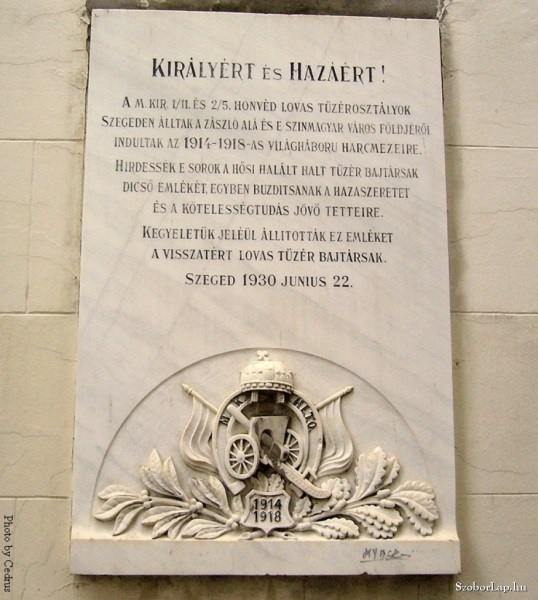 KIRÁLYÉRT ÉS HAZÁÉRT!
A M. KIR. 1/II. ÉS 2/5. HONVÉD LOVAS TÜZÉROSZTÁLYOK
SZEGEDEN ÁLLTAK A ZÁSZLÓ ALÁ ÉS E SZINMAGYAR VÁROS FÖLDJÉRŐL
INDULTAK AZ 1914-1918-AS VILÁGHÁBORU HARCMEZEIRE.
HIRDESSÉK E SOROK A HŐSI HALÁLT HALT TÜZÉR BAJTÁRSAK
DICSŐ EMLÉKÉT, EGYBEN BUZDITSANAK A HAZASZERETET
ÉS A KÖTELESSÉGTUDÁS JÖVŐ TETTEIRE.
KEGYELETÜK JELÉÜL ÁLLITOTTÁK EZ EMLÉKET
A VISSZATÉRT LOVAS TÜZÉR BAJTÁRSAK.
SZEGED 1930 JUNIUS 22.
1914
1918
Photo by Cedrus
SzoborLap.hu